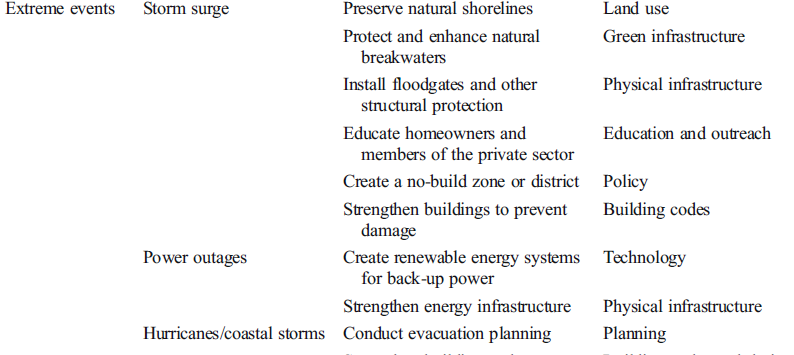 Extreme events Storm surge Preserve natural shorelines Land use
Protect and enhance natural Green infrastructure
breakwaters
Install floodgates and other Physical infrastructure
structural protection
Educate homeowners and Education and outreach
members of the private sector
Create a no-build zone or district Policy
Strengthen buildings to prevent Building codes
damage
Power outages Create renewable energy systems Technology
for back-up power
Strengthen energy infrastructure Physical infrastructure
Hurricanes/coastal storms Conduct evacuation planning Planning